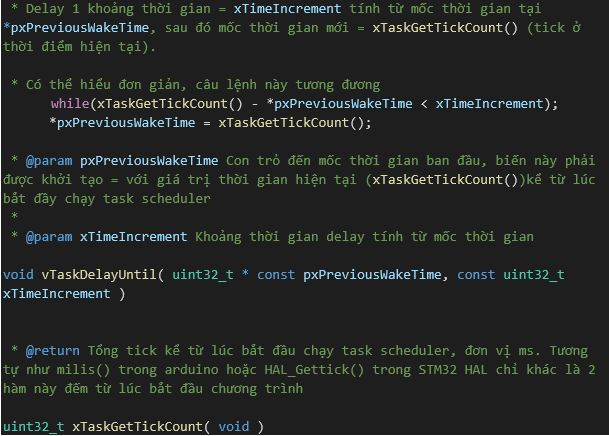 * Delay 1 khoảng thời gian = xTimeIncrement tính từ mốc thời gian tại
*pxPreviousWakeTime, sau đó mốc thời gian mới = xTaskGetTickCount() (tick ở
thời điểm hiện tại).
* Có thể hiểu đơn giản, câu lệnh này tương đương
while(xTaskGetTickCount() - *pxPreviousWakeTime < xTimeIncrement);
*pxPreviousWakeTime = xTaskGetTickCount();
* @param pxPreviousWakeTime Con trỏ đến mốc thời gian ban đầu, biến này phải
được khởi tạo = với giá trị thời gian hiện tại (xTaskGetTickCount())kể từ lúc
bắt đầy chạy task scheduler
*
* @param xTimeIncrement Khoảng thời gian delay tính từ mốc thời gian
void vTaskDelayUntil( uint32_t * const pxPreviousWakeTime, const uint32_t
xTimeIncrement )
* @return Tổng tick kể từ lúc bắt đầu chạy task scheduler, đơn vị ms. Tương
tự như milis() trong arduino hoặc HAL_Gettick() trong STM32 HAL chỉ khác là 2
hàm này đếm từ lúc bắt đầu chương trình
uint32_t xTaskGetTickCount( void )